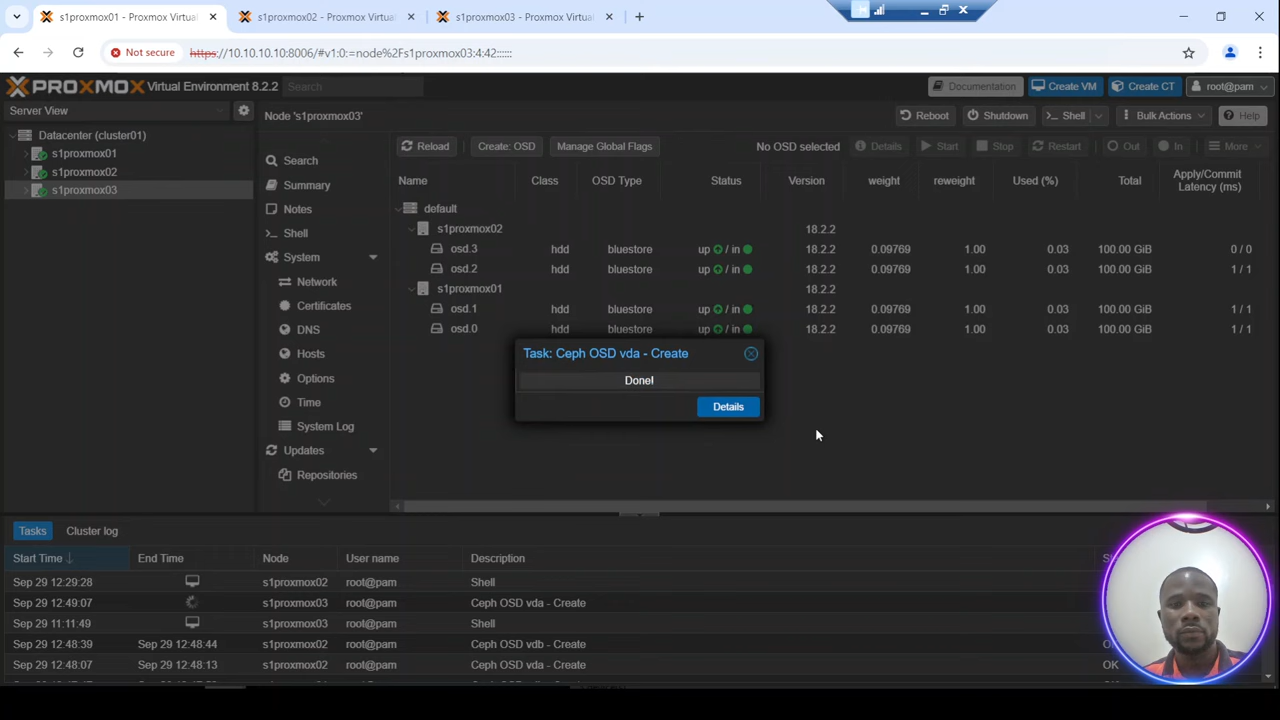 s1proxmox01 - Proxmox Virtual
s1proxmox02 - Proxmox Virtual
s1proxmox03 - Proxmox Virtual
Not secure https://10.10.10.10:8006/#v1:0:=node%2Fs1proxmox03:4:42::::::
PROXMOX Virtual Environment 8.2.2 Search Documentation Create VM Create CT root@pam
Server View Node 's1proxmox03' Reboot Shutdown >_ Shell Bulk Actions Help
Datacenter (cluster01)
s1proxmox01
s1proxmox02
s1proxmox03
Search
Summary
Notes
>_ Shell
System
Network
Certificates
DNS
Hosts
Options
Time
System Log
Updates
Repositories
Reload Create: OSD Manage Global Flags No OSD selected Details Start Stop Restart Out In More
Name Class OSD Type Status Version weight reweight Used (%) Total Apply/Commit
Latency (ms)
default
s1proxmox02 18.2.2
osd.3 hdd bluestore up / in 18.2.2 0.09769 1.00 0.03 100.00 GiB 0 / 0
osd.2 hdd bluestore up / in 18.2.2 0.09769 1.00 0.03 100.00 GiB 1 / 1
s1proxmox01 18.2.2
osd.1 hdd bluestore up / in 18.2.2 0.09769 1.00 0.03 100.00 GiB 1 / 1
osd.0 hdd bluestore up / in 18.2.2 0.09769 1.00 0.03 100.00 GiB 1 / 1
Task: Ceph OSD vda - Create
Done!
Details
Tasks Cluster log
Start Time End Time Node User name Description
Sep 29 12:29:28 s1proxmox02 root@pam Shell
Sep 29 12:49:07 s1proxmox03 root@pam Ceph OSD vda - Create
Sep 29 11:11:49 s1proxmox03 root@pam Shell
Sep 29 12:48:39 Sep 29 12:48:44 s1proxmox02 root@pam Ceph OSD vdb - Create
Sep 29 12:48:07 Sep 29 12:48:13 s1proxmox02 root@pam Ceph OSD vda - Create OK